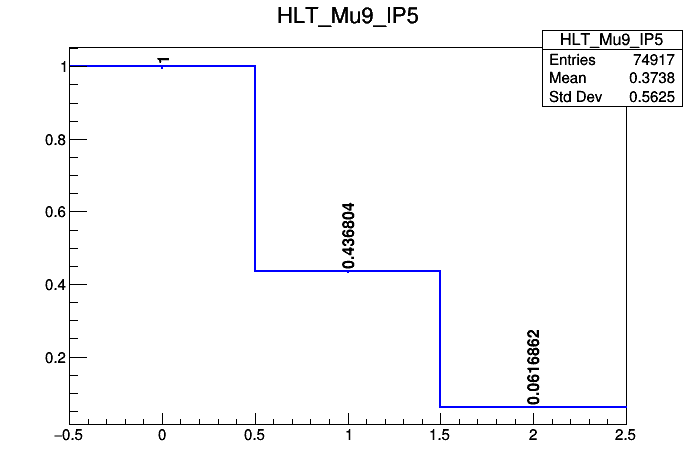 HLT_Mu9_IP5
HLT_Mu9_IP5
Entries 74917
Mean 0.3738
Std Dev 0.5625
1
0.8
0.6
0.4
0.2
1
0.436804
0.0616862
−0.5 0 0.5 1 1.5 2 2.5